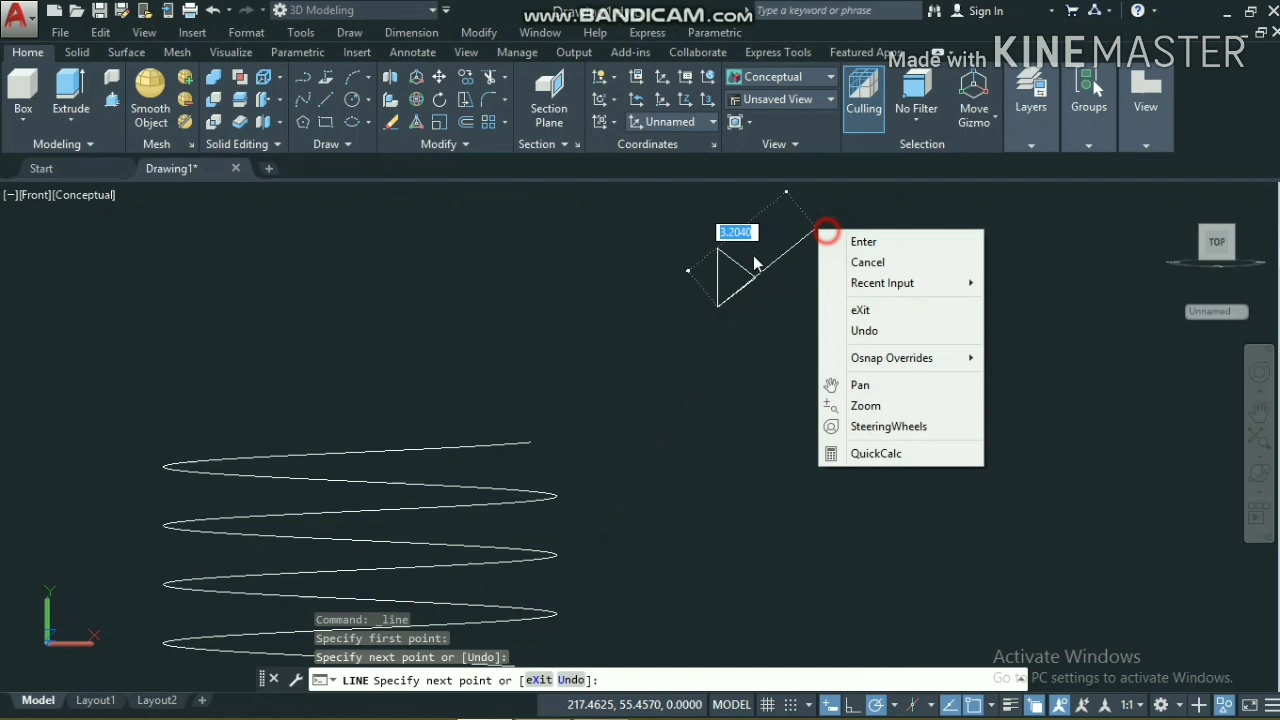 Drawing1
www.BANDICAM.com
3D Modeling
Type a keyword or phrase
Sign In
File Edit View Insert Format Tools Draw Dimension Modify Window Help Express Parametric
Home Solid Surface Mesh Visualize Parametric Insert Annotate View Manage Output Add-ins Collaborate Express Tools Featured Apps
Made with KINEMASTER
Box
Extrude
Smooth
Object
Section
Plane
Conceptual
Unsaved View
Unnamed
Culling
No Filter
Move
Gizmo
Layers
Groups
View
Modeling
Mesh
Solid Editing
Draw
Modify
Section
Coordinates
View
Selection
Start
Drawing1*
[−][Front][Conceptual]
3.2040
TOP
Unnamed
Enter
Cancel
Recent Input
eXit
Undo
Osnap Overrides
Pan
Zoom
SteeringWheels
QuickCalc
Y
X
Command: _line
Specify first point:
Specify next point or [Undo]:
LINE Specify next point or [eXit Undo]:
Activate Windows
Go to PC settings to activate Windows.
Model
Layout1
Layout2
217.4625, 55.4570, 0.0000
MODEL
1:1